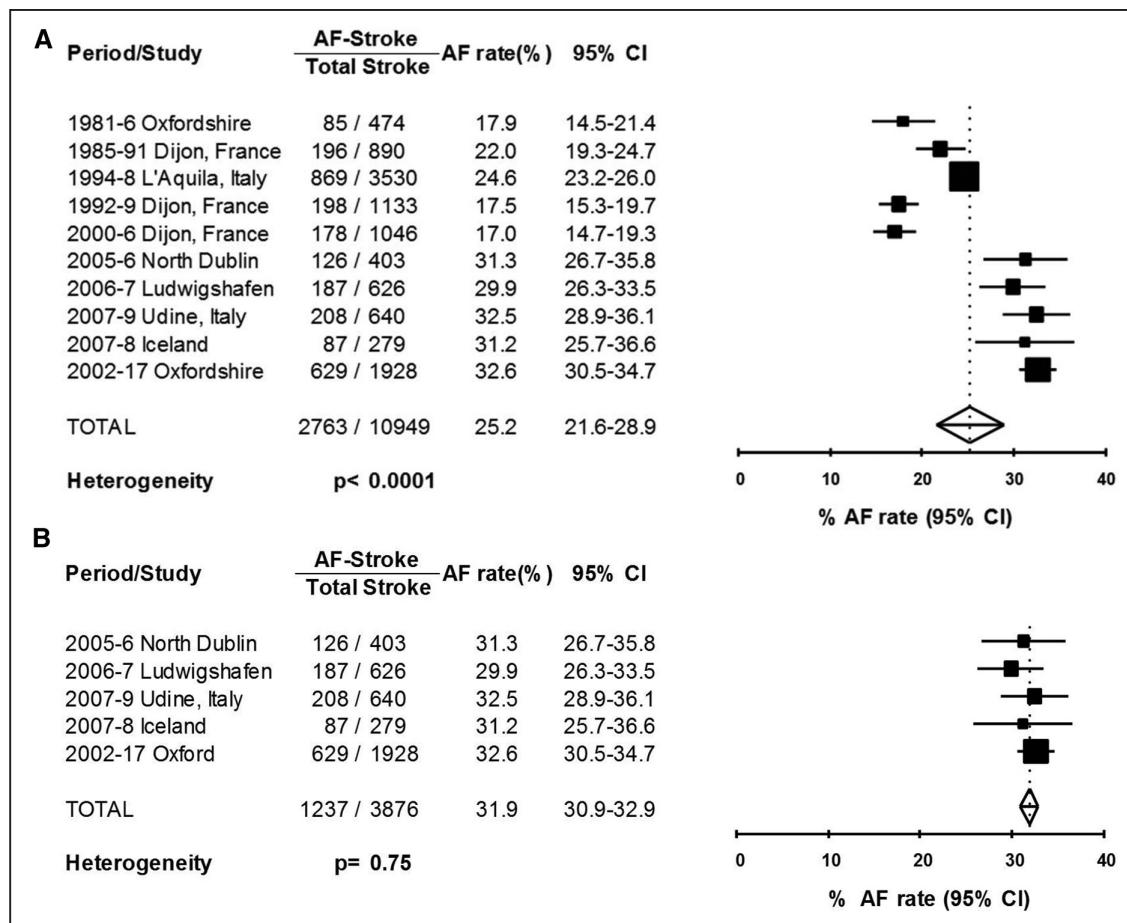 A
Period/Study AF-Stroke AF rate(%) 95% CI
Total Stroke
1981-6 Oxfordshire 85 / 474 17.9 14.5-21.4
1985-91 Dijon, France 196 / 890 22.0 19.3-24.7
1994-8 L'Aquila, Italy 869 / 3530 24.6 23.2-26.0
1992-9 Dijon, France 198 / 1133 17.5 15.3-19.7
2000-6 Dijon, France 178 / 1046 17.0 14.7-19.3
2005-6 North Dublin 126 / 403 31.3 26.7-35.8
2006-7 Ludwigshafen 187 / 626 29.9 26.3-33.5
2007-9 Udine, Italy 208 / 640 32.5 28.9-36.1
2007-8 Iceland 87 / 279 31.2 25.7-36.6
2002-17 Oxfordshire 629 / 1928 32.6 30.5-34.7
TOTAL 2763 / 10949 25.2 21.6-28.9
Heterogeneity p< 0.0001
0 10 20 30 40
% AF rate (95% CI)
B
Period/Study AF-Stroke AF rate(%) 95% CI
Total Stroke
2005-6 North Dublin 126 / 403 31.3 26.7-35.8
2006-7 Ludwigshafen 187 / 626 29.9 26.3-33.5
2007-9 Udine, Italy 208 / 640 32.5 28.9-36.1
2007-8 Iceland 87 / 279 31.2 25.7-36.6
2002-17 Oxford 629 / 1928 32.6 30.5-34.7
TOTAL 1237 / 3876 31.9 30.9-32.9
Heterogeneity p= 0.75
0 10 20 30 40
% AF rate (95% CI)